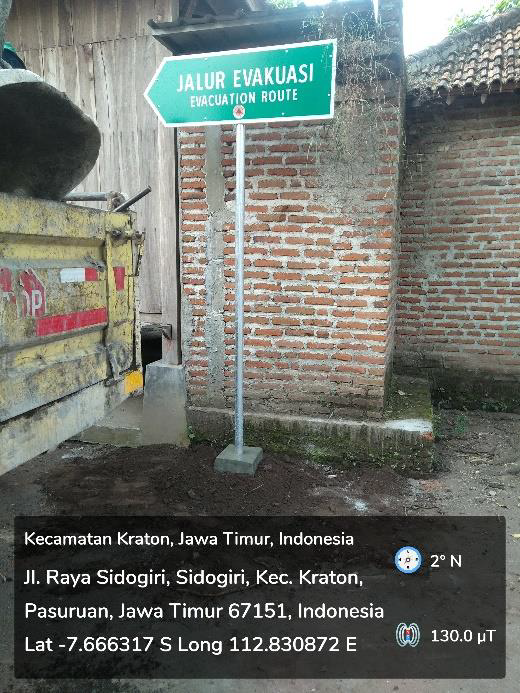 JALUR EVAKUASI
EVACUATION ROUTE
Kecamatan Kraton, Jawa Timur, Indonesia
Jl. Raya Sidogiri, Sidogiri, Kec. Kraton,
Pasuruan, Jawa Timur 67151, Indonesia
Lat -7.666317 S Long 112.830872 E
2° N
130.0 µT